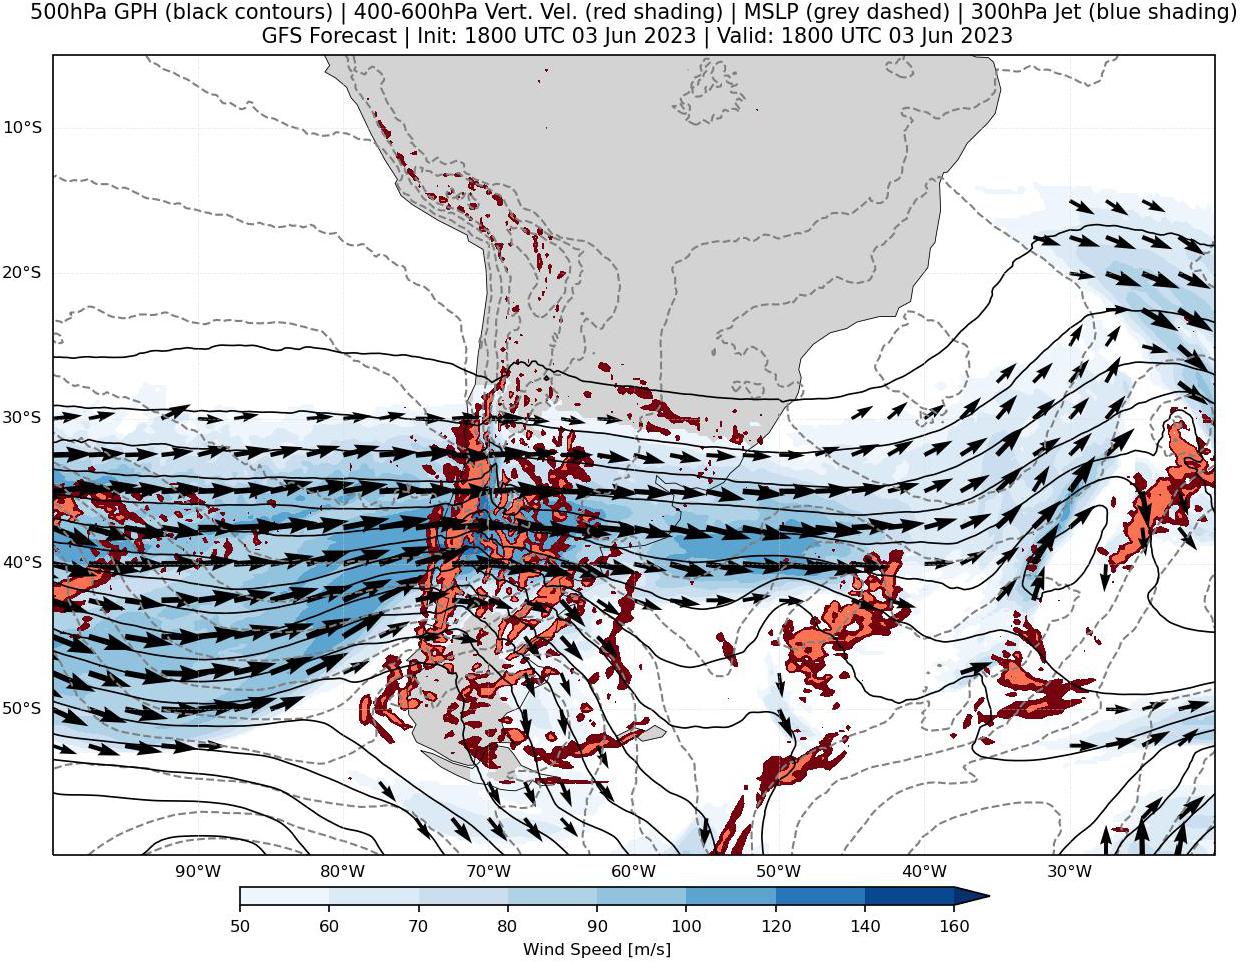 500hPa GPH (black contours) | 400-600hPa Vert. Vel. (red shading) | MSLP (grey dashed) | 300hPa Jet (blue shading)
GFS Forecast | Init: 1800 UTC 03 Jun 2023 | Valid: 1800 UTC 03 Jun 2023
10°S
20°S
30°S
40°S
50°S
90°W 80°W 70°W 60°W 50°W 40°W 30°W
50 60 70 80 90 100 120 140 160
Wind Speed [m/s]